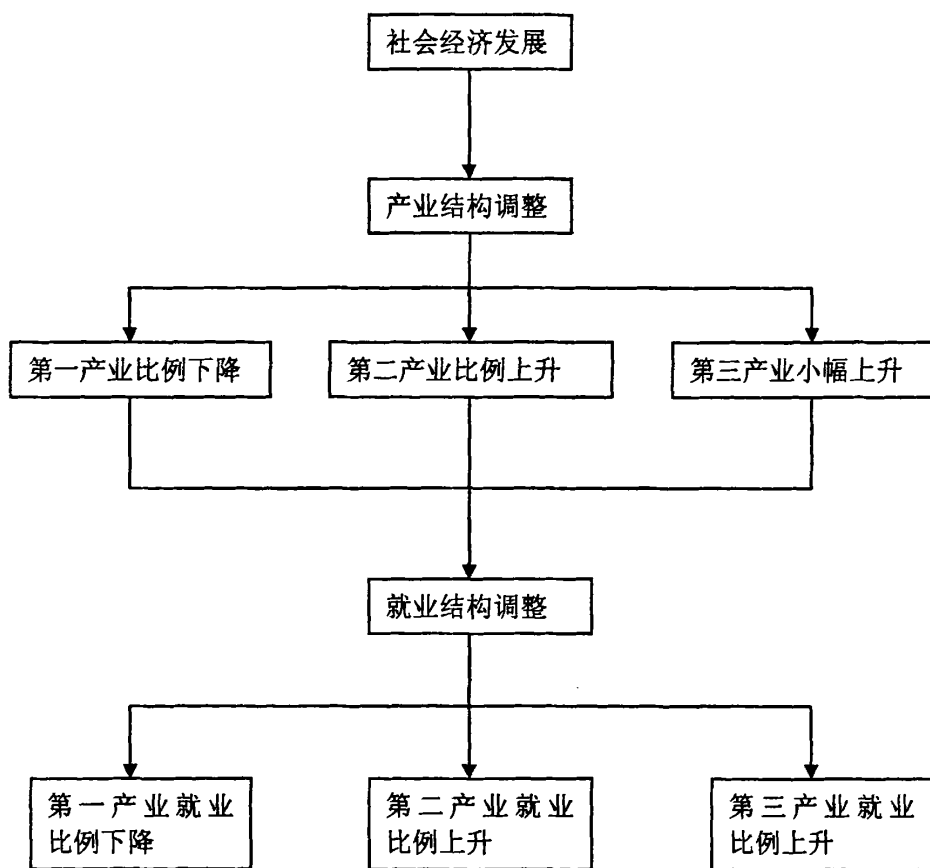 社会经济发展
产业结构调整
第一产业比例下降
第二产业比例上升
第三产业小幅上升
就业结构调整
第一产业就业
比例下降
第二产业就业
比例上升
第三产业就业
比例上升